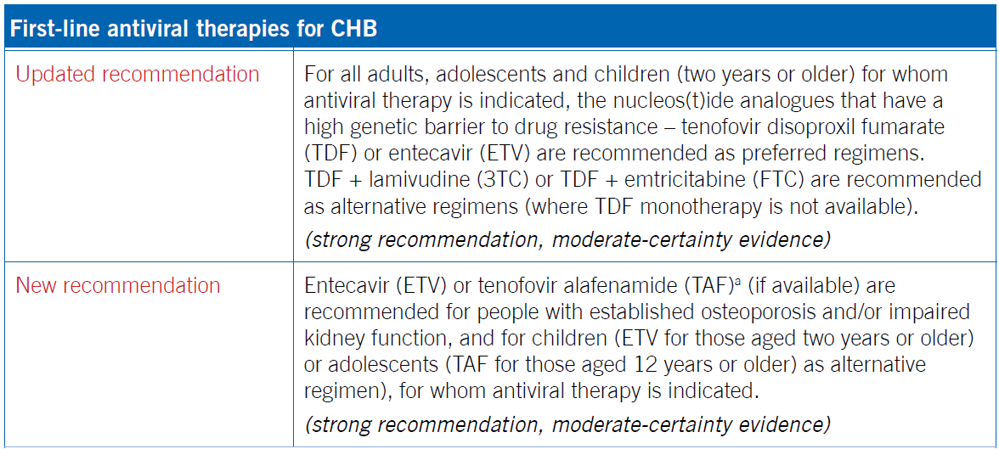 First-line antiviral therapies for CHB
Updated recommendation
For all adults, adolescents and children (two years or older) for whom
antiviral therapy is indicated, the nucleos(t)ide analogues that have a
high genetic barrier to drug resistance – tenofovir disoproxil fumarate
(TDF) or entecavir (ETV) are recommended as preferred regimens.
TDF + lamivudine (3TC) or TDF + emtricitabine (FTC) are recommended
as alternative regimens (where TDF monotherapy is not available).
(strong recommendation, moderate-certainty evidence)
New recommendation
Entecavir (ETV) or tenofovir alafenamide (TAF)ᵃ (if available) are
recommended for people with established osteoporosis and/or impaired
kidney function, and for children (ETV for those aged two years or older)
or adolescents (TAF for those aged 12 years or older) as alternative
regimen), for whom antiviral therapy is indicated.
(strong recommendation, moderate-certainty evidence)